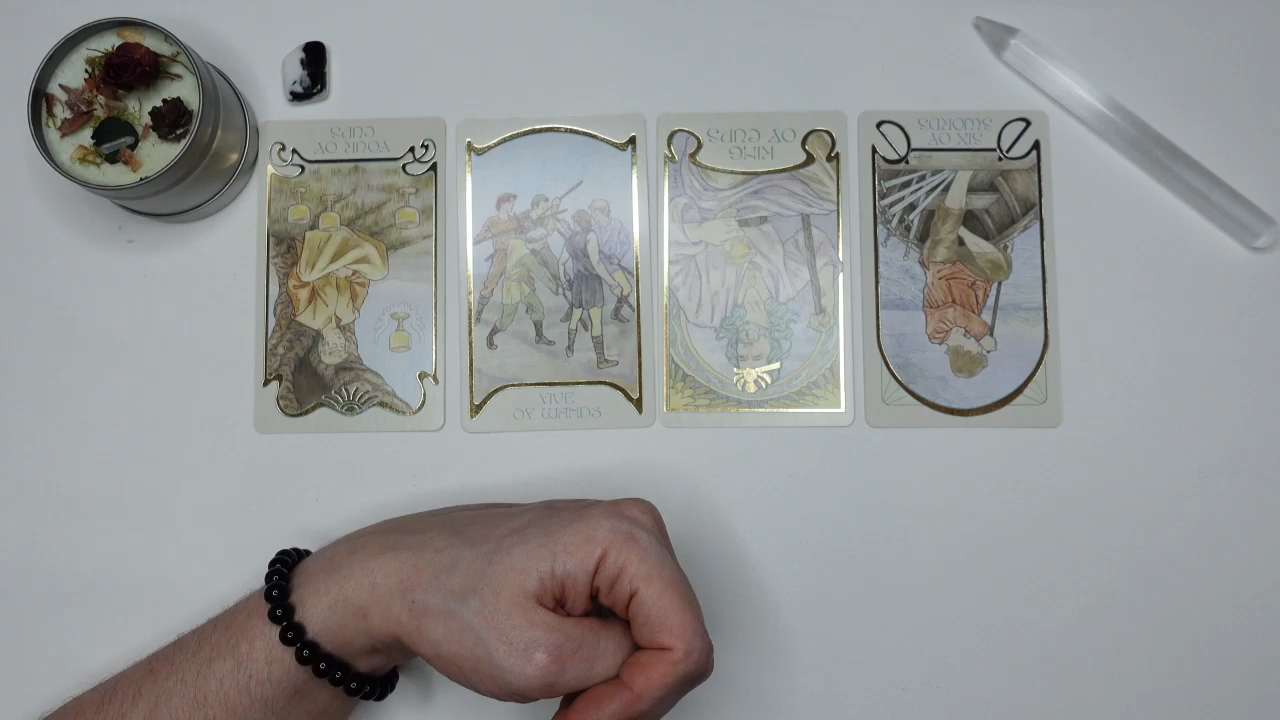 FOUR OF
CUPS
FIVE
OF WANDS
KING
OF CUPS
SIX OF
SWORDS